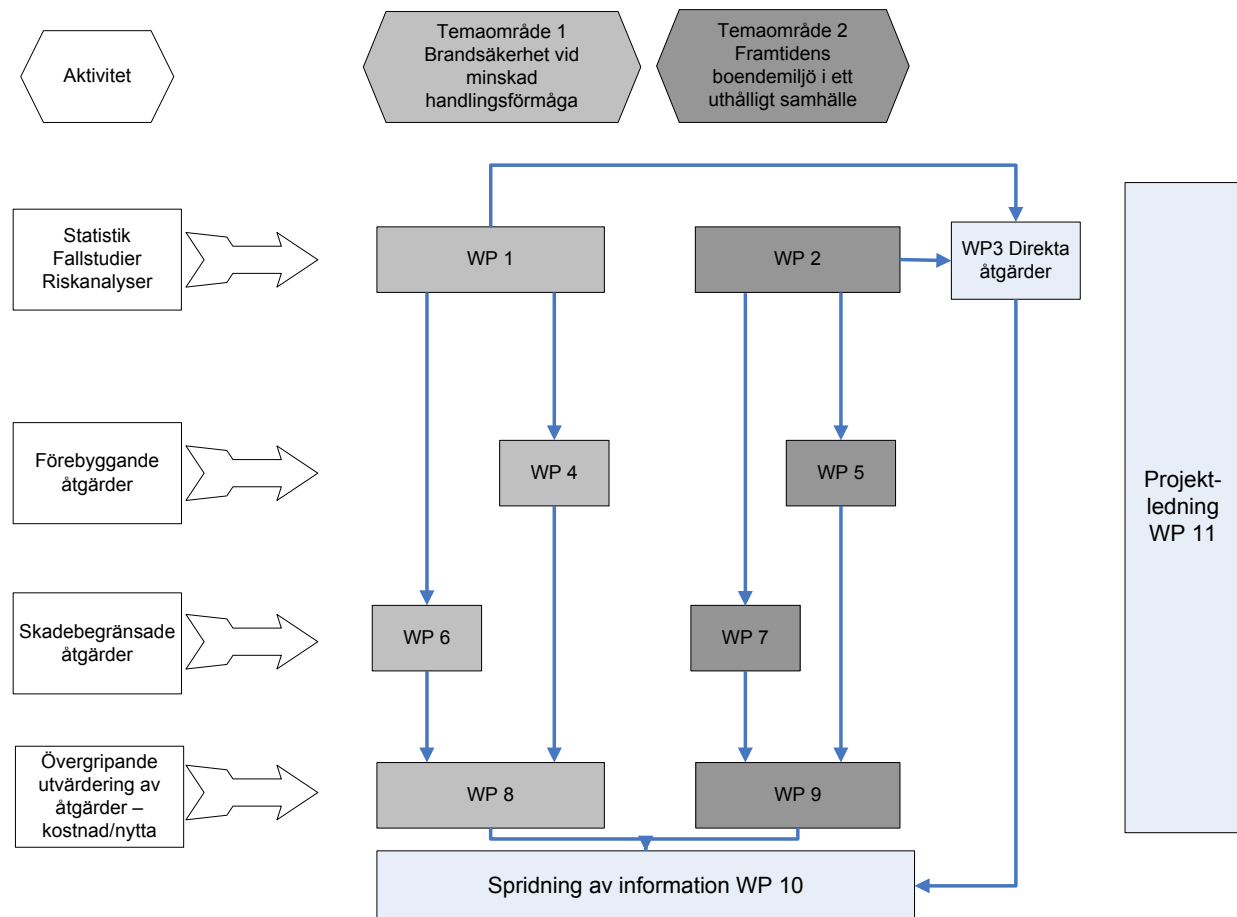 Aktivitet
Temaområde 1
Brandsäkerhet vid
minskad
handlingsförmåga
Temaområde 2
Framtidens
boendemiljö i ett
uthålligt samhälle
Statistik
Fallstudier
Riskanalyser
WP 1
WP 2
WP3 Direkta
åtgärder
Förebyggande
åtgärder
WP 4
WP 5
Projekt-
ledning
WP 11
Skadebegränsade
åtgärder
WP 6
WP 7
Övergripande
utvärdering av
åtgärder –
kostnad/nytta
WP 8
WP 9
Spridning av information WP 10